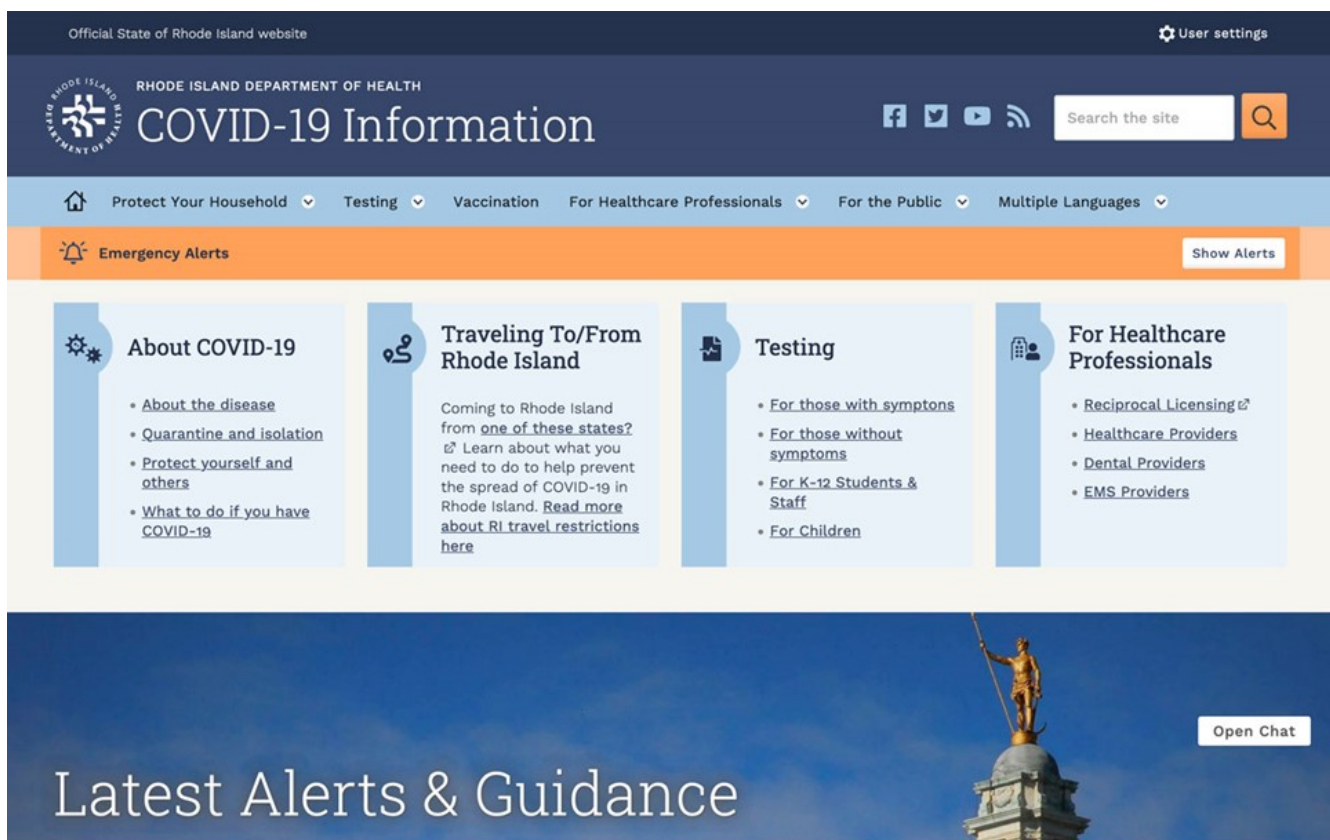 Official State of Rhode Island website
User settings
RHODE ISLAND DEPARTMENT OF HEALTH
RHODE ISLAND DEPARTMENT OF HEALTH
COVID-19 Information
Search the site
Protect Your Household
Testing
Vaccination
For Healthcare Professionals
For the Public
Multiple Languages
Emergency Alerts
Show Alerts
About COVID-19
• About the disease
• Quarantine and isolation
• Protect yourself and
others
• What to do if you have
COVID-19
Traveling To/From
Rhode Island
Coming to Rhode Island
from one of these states?
Learn about what you
need to do to help prevent
the spread of COVID-19 in
Rhode Island. Read more
about RI travel restrictions
here
Testing
• For those with symptons
• For those without
symptoms
• For K-12 Students &
Staff
• For Children
For Healthcare
Professionals
• Reciprocal Licensing
• Healthcare Providers
• Dental Providers
• EMS Providers
Open Chat
Latest Alerts & Guidance